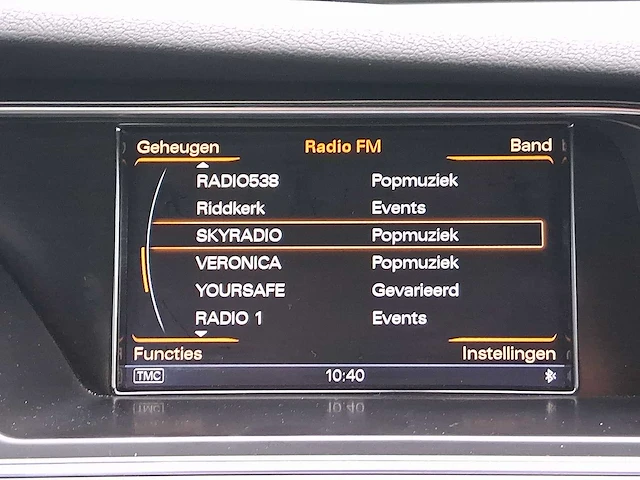 Geheugen Radio FM Band
RADIO538 Popmuziek
Riddkerk Events
SKYRADIO Popmuziek
VERONICA Popmuziek
YOURSAFE Gevarieerd
RADIO 1 Events
Functies Instellingen
TMC 10:40